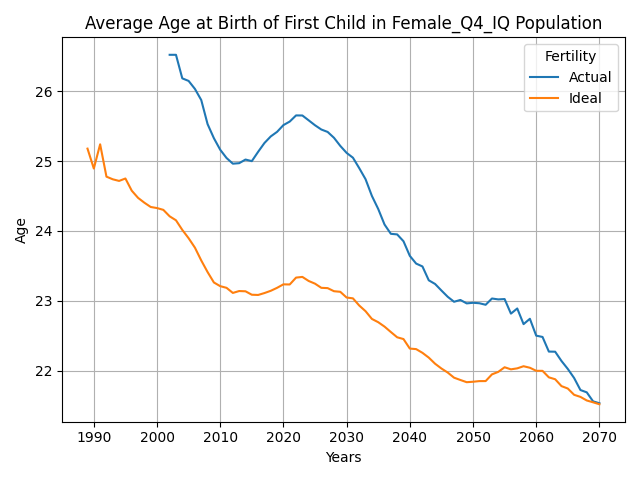 Average Age at Birth of First Child in Female_Q4_IQ Population
Fertility
Actual
Ideal
26
25
24
23
22
Age
1990 2000 2010 2020 2030 2040 2050 2060 2070
Years